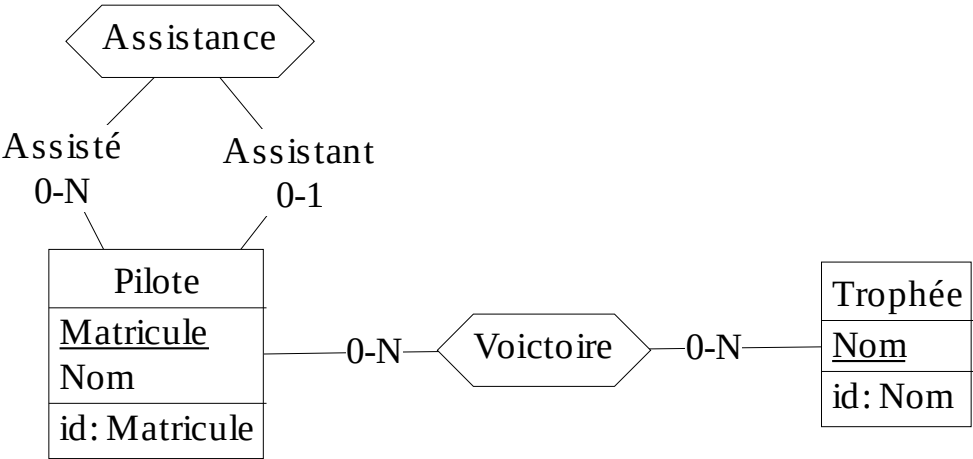 Assistance
Assisté
0-N
Assistant
0-1
Pilote
Matricule
Nom
id: Matricule
0-N
Voictoire
0-N
Trophée
Nom
id: Nom